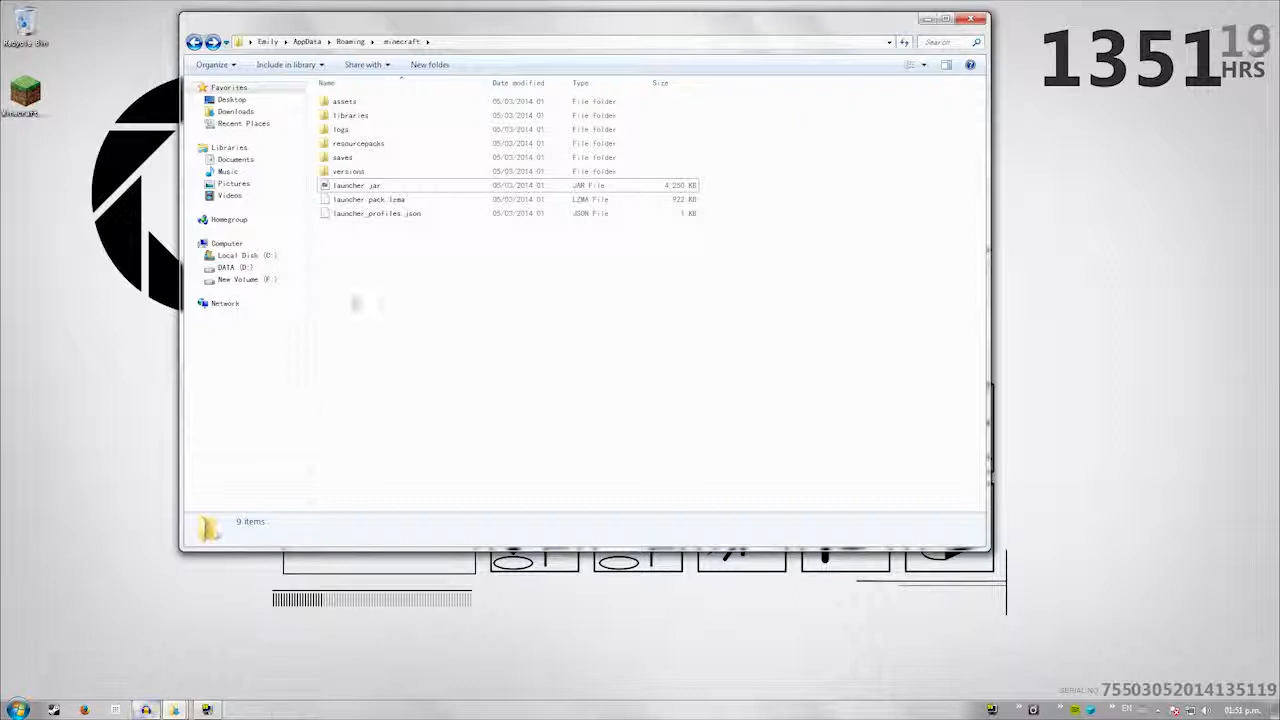 1351 19 HRS
Recycle Bin
Minecraft
Emily ▸ AppData ▸ Roaming ▸ .minecraft ▸
Search
Organize Include in library Share with New folder
Name Date modified Type Size
Favorites
Desktop
Downloads
Recent Places
Libraries
Documents
Music
Pictures
Videos
Homegroup
Computer
Local Disk (C:)
DATA (D:)
New Volume (F:)
Network
assets 05/03/2014 01 File folder
libraries 05/03/2014 01 File folder
logs 05/03/2014 01 File folder
resourcepacks 05/03/2014 01 File folder
saves 05/03/2014 01 File folder
versions 05/03/2014 01 File folder
launcher.jar 05/03/2014 01 JAR File 4,250 KB
launcher.pack.lzma 05/03/2014 01 LZMA File 922 KB
launcher_profiles.json 05/03/2014 01 JSON File 1 KB
9 items
SERIAL NO 75503052014135119
EN
01:51 p.m.